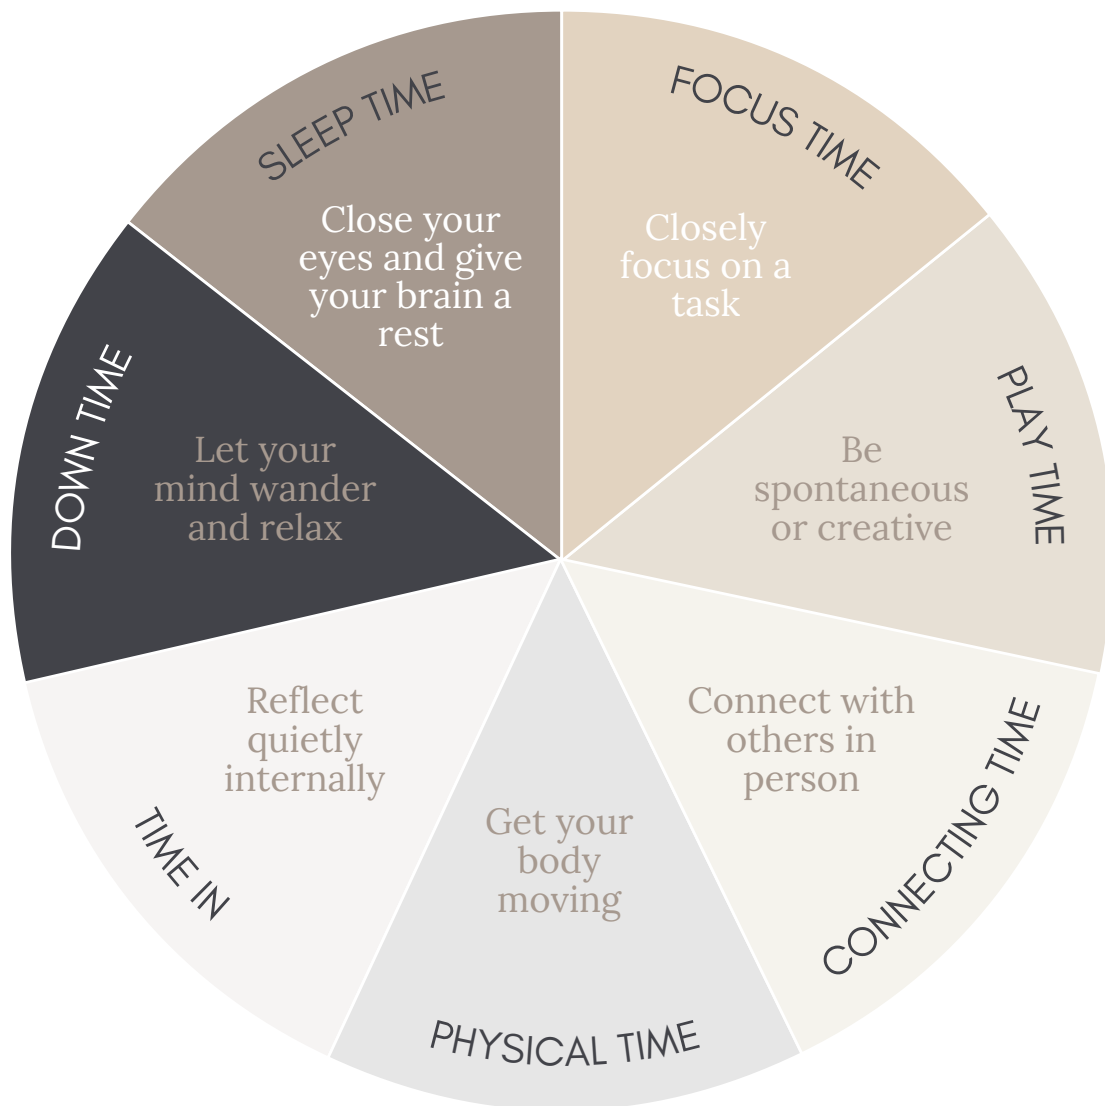 FOCUS TIME
Closely
focus on a
task
PLAY TIME
Be
spontaneous
or creative
CONNECTING TIME
Connect with
others in
person
PHYSICAL TIME
Get your
body
moving
TIME IN
Reflect
quietly
internally
DOWN TIME
Let your
mind wander
and relax
SLEEP TIME
Close your
eyes and give
your brain a
rest